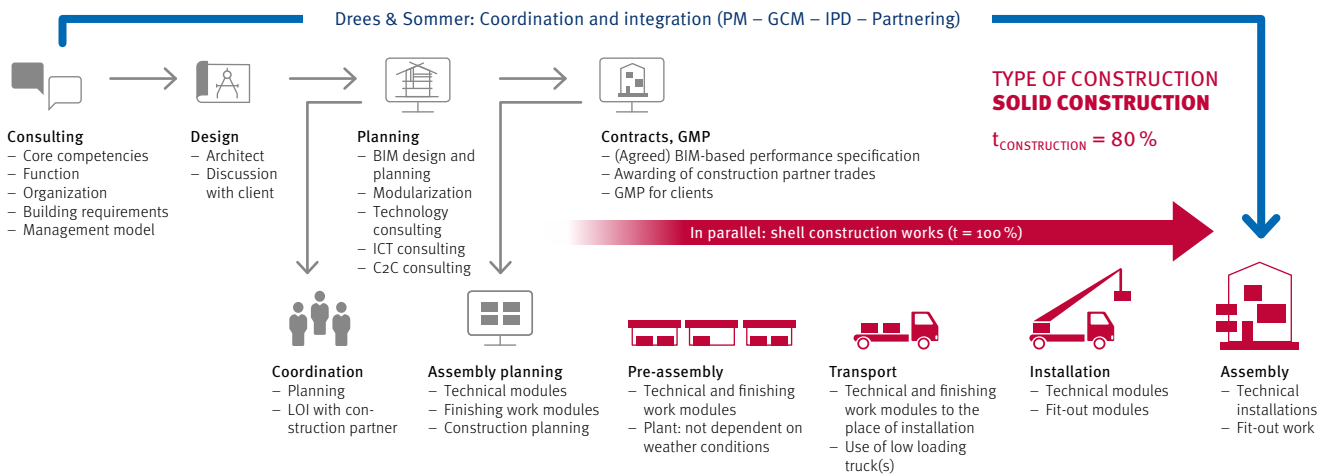 Drees & Sommer: Coordination and integration (PM – GCM – IPD – Partnering)
TYPE OF CONSTRUCTION
SOLID CONSTRUCTION
tCONSTRUCTION = 80 %
Consulting
– Core competencies
– Function
– Organization
– Building requirements
– Management model
Design
– Architect
– Discussion
with client
Planning
– BIM design and
planning
– Modularization
– Technology
consulting
– ICT consulting
– C2C consulting
Contracts, GMP
– (Agreed) BIM-based performance specification
– Awarding of construction partner trades
– GMP for clients
In parallel: shell construction works (t = 100 %)
Coordination
– Planning
– LOI with con-
struction partner
Assembly planning
– Technical modules
– Finishing work modules
– Construction planning
Pre-assembly
– Technical and finishing
work modules
– Plant: not dependent on
weather conditions
Transport
– Technical and finishing
work modules to the
place of installation
– Use of low loading
truck(s)
Installation
– Technical modules
– Fit-out modules
Assembly
– Technical
installations
– Fit-out work